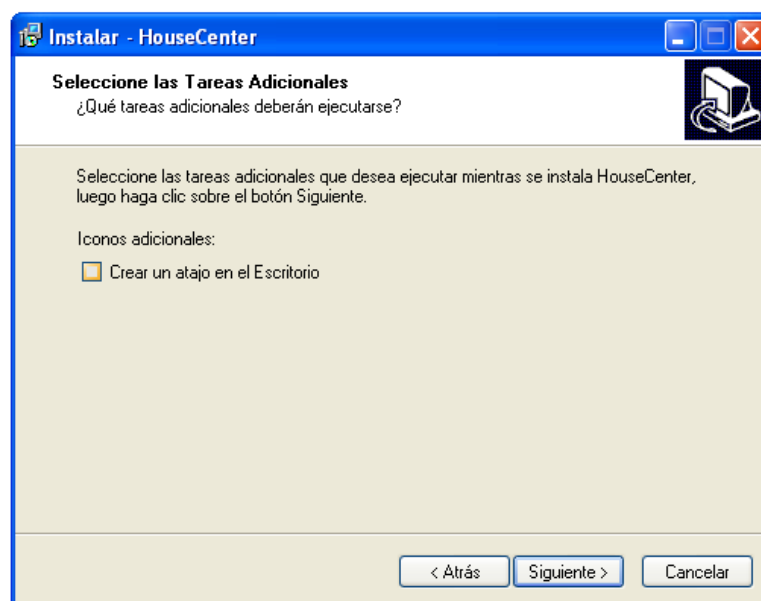 Instalar - HouseCenter
Seleccione las Tareas Adicionales
¿Qué tareas adicionales deberán ejecutarse?
Seleccione las tareas adicionales que desea ejecutar mientras se instala HouseCenter,
luego haga clic sobre el botón Siguiente.
Iconos adicionales:
Crear un atajo en el Escritorio
< Atrás Siguiente > Cancelar